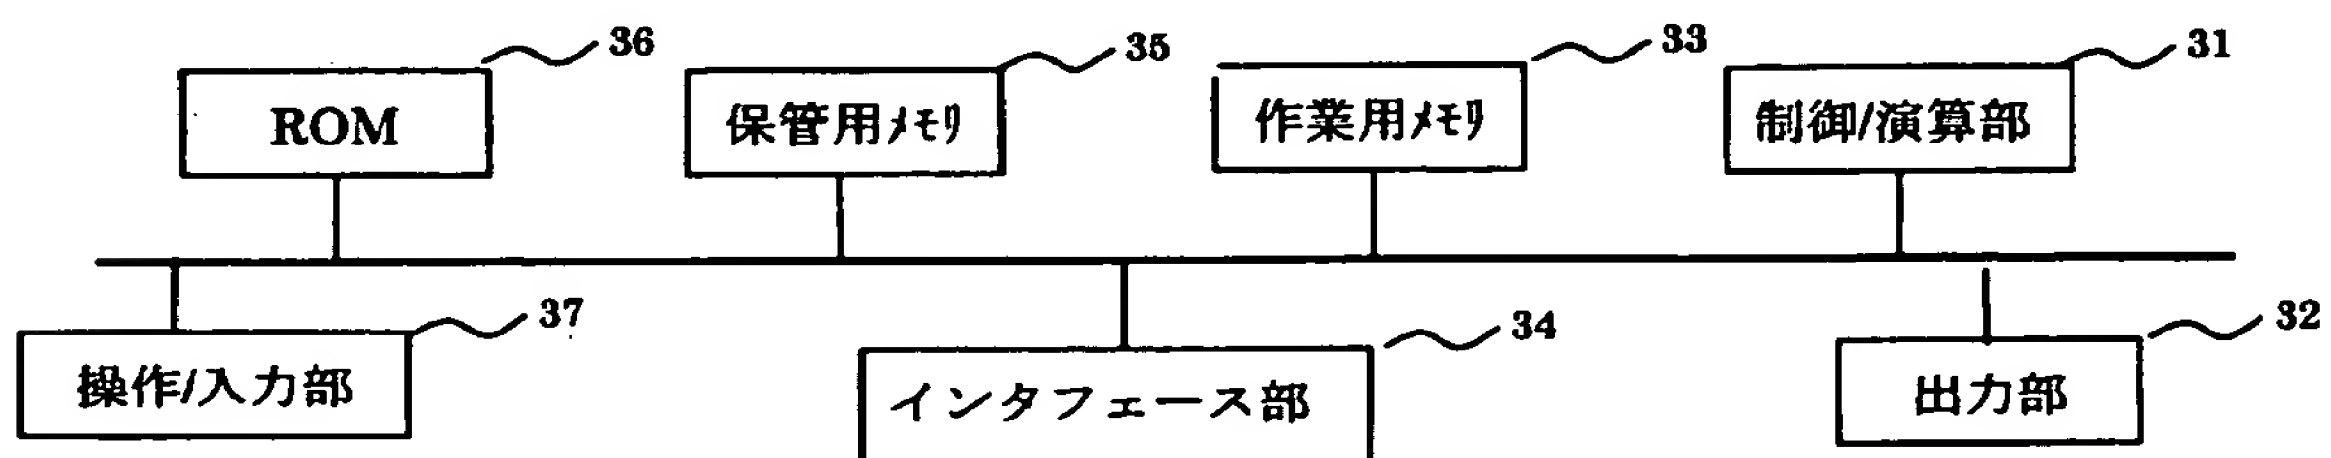 36
35
33
31
ROM
保管用ﾒﾓﾘ
作業用ﾒﾓﾘ
制御/演算部
37
34
32
操作/入力部
インタフェース部
出力部